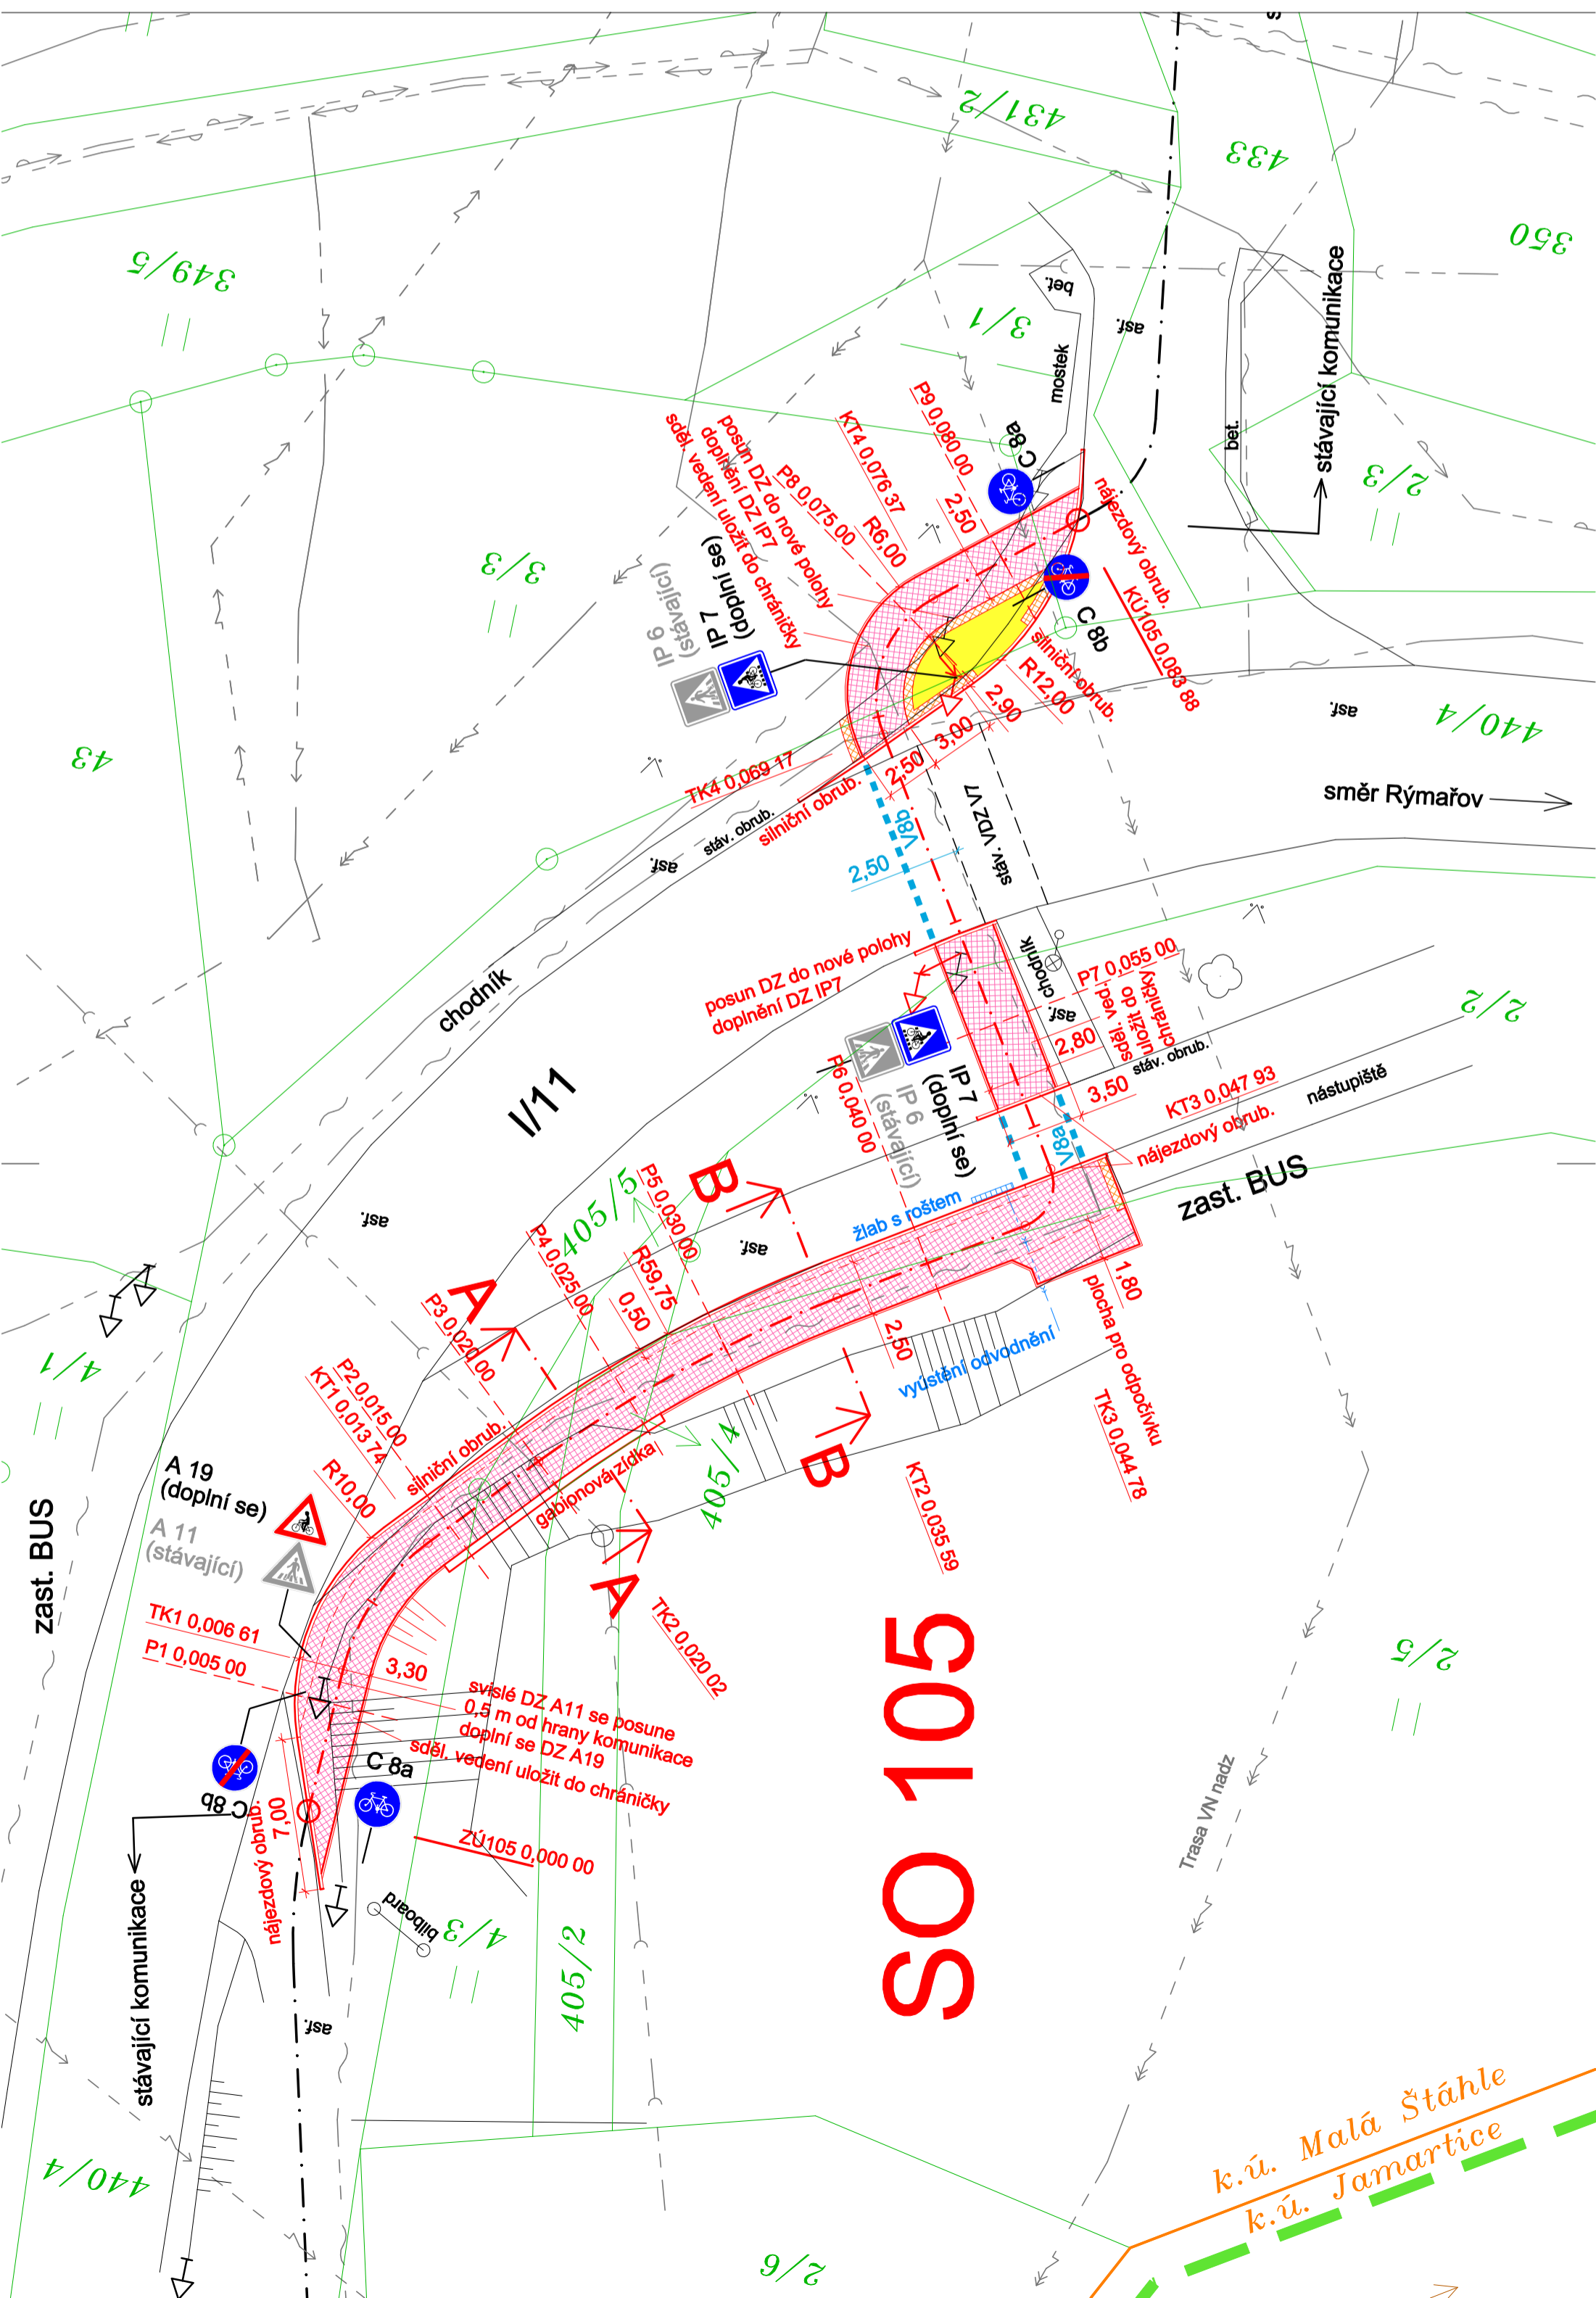 431/2
433
350
349/5
3/1
bet.
asf.
mostek
bet.
stávající komunikace
2/3
3/3
43
P9 0,080 00
KT4 0,076 37
C 8a
posun DZ do nové polohy
doplnění DZ IP7
sděl. vedení uložit do chráničky
P8 0,075 00
R6,00
2,50
nájezdový obrub.
KÚ105 0,083 88
C 8b
silniční obrub.
R12,00
2,90
3,00
2,50
IP 7
(doplní se)
IP 6
(stávající)
TK4 0,069 17
silniční obrub.
stáv. obrub.
asf.
asf.
440/4
směr Rýmařov
V8b
2,50
stáv. VDZ V7
chodník
chodník
posun DZ do nové polohy
doplnění DZ IP7
P7 0,055 00
sděl. ved.
uložit do
chráničky
asf.
2,80
3,50
stáv. obrub.
2/2
I/11
IP 7
(doplní se)
IP 6
(stávající)
P6 0,040 00
KT3 0,047 93
nájezdový obrub.
nástupiště
V8a
zast. BUS
žlab s roštem
B
405/5
P5 0,030 00
R59,75
0,50
P4 0,025 00
asf.
asf.
A
P3 0,020 00
P2 0,015 00
KT1 0,013 74
R10,00
silniční obrub.
gabionová zídka
1,80
plocha pro odpočívku
2,50
vyústění odvodnění
TK3 0,044 78
B
405/4
KT2 0,035 59
A
TK2 0,020 02
4/1
A 19
(doplní se)
A 11
(stávající)
zast. BUS
TK1 0,006 61
P1 0,005 00
3,30
svislé DZ A11 se posune
0,5 m od hrany komunikace
doplní se DZ A19
sděl. vedení uložit do chráničky
C 8a
C 8b
7,00
nájezdový obrub.
ZÚ105 0,000 00
bilboard
4/3
405/2
stávající komunikace
asf.
440/4
SO 105
2/5
Trasa VN nadz
k.ú. Malá Štáhle
k.ú. Jamartice
2/6